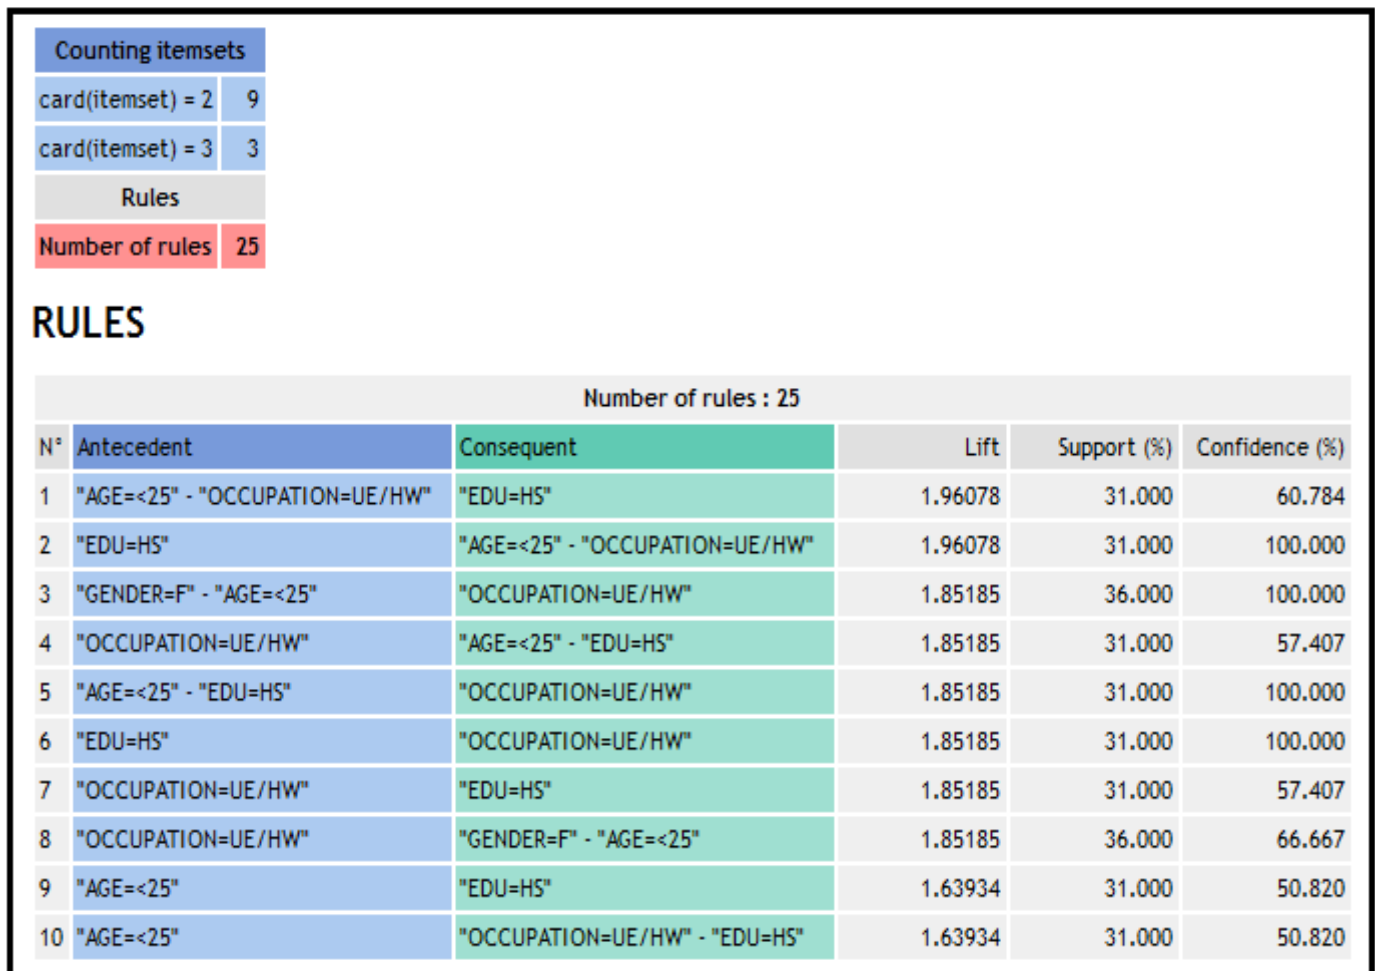 Counting itemsets
card(itemset) = 2 9
card(itemset) = 3 3
Rules
Number of rules 25
RULES
Number of rules : 25
N° Antecedent Consequent Lift Support (%) Confidence (%)
1 "AGE=<25" - "OCCUPATION=UE/HW" "EDU=HS" 1.96078 31.000 60.784
2 "EDU=HS" "AGE=<25" - "OCCUPATION=UE/HW" 1.96078 31.000 100.000
3 "GENDER=F" - "AGE=<25" "OCCUPATION=UE/HW" 1.85185 36.000 100.000
4 "OCCUPATION=UE/HW" "AGE=<25" - "EDU=HS" 1.85185 31.000 57.407
5 "AGE=<25" - "EDU=HS" "OCCUPATION=UE/HW" 1.85185 31.000 100.000
6 "EDU=HS" "OCCUPATION=UE/HW" 1.85185 31.000 100.000
7 "OCCUPATION=UE/HW" "EDU=HS" 1.85185 31.000 57.407
8 "OCCUPATION=UE/HW" "GENDER=F" - "AGE=<25" 1.85185 36.000 66.667
9 "AGE=<25" "EDU=HS" 1.63934 31.000 50.820
10 "AGE=<25" "OCCUPATION=UE/HW" - "EDU=HS" 1.63934 31.000 50.820